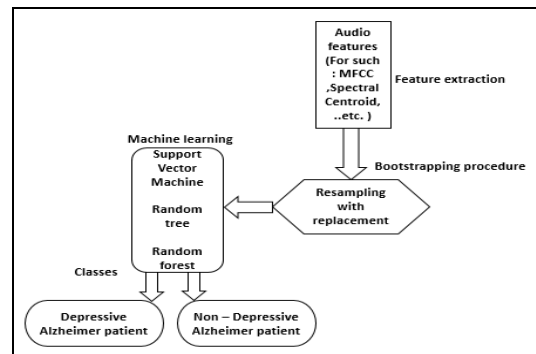 Audio
features
(For such
: MFCC
,Spectral
Centroid,
..etc. )
Feature extraction
Bootstrapping procedure
Resampling
with
replacement
Machine learning
Support
Vector
Machine
Random
tree
Random
forest
Classes
Depressive
Alzheimer patient
Non – Depressive
Alzheimer patient